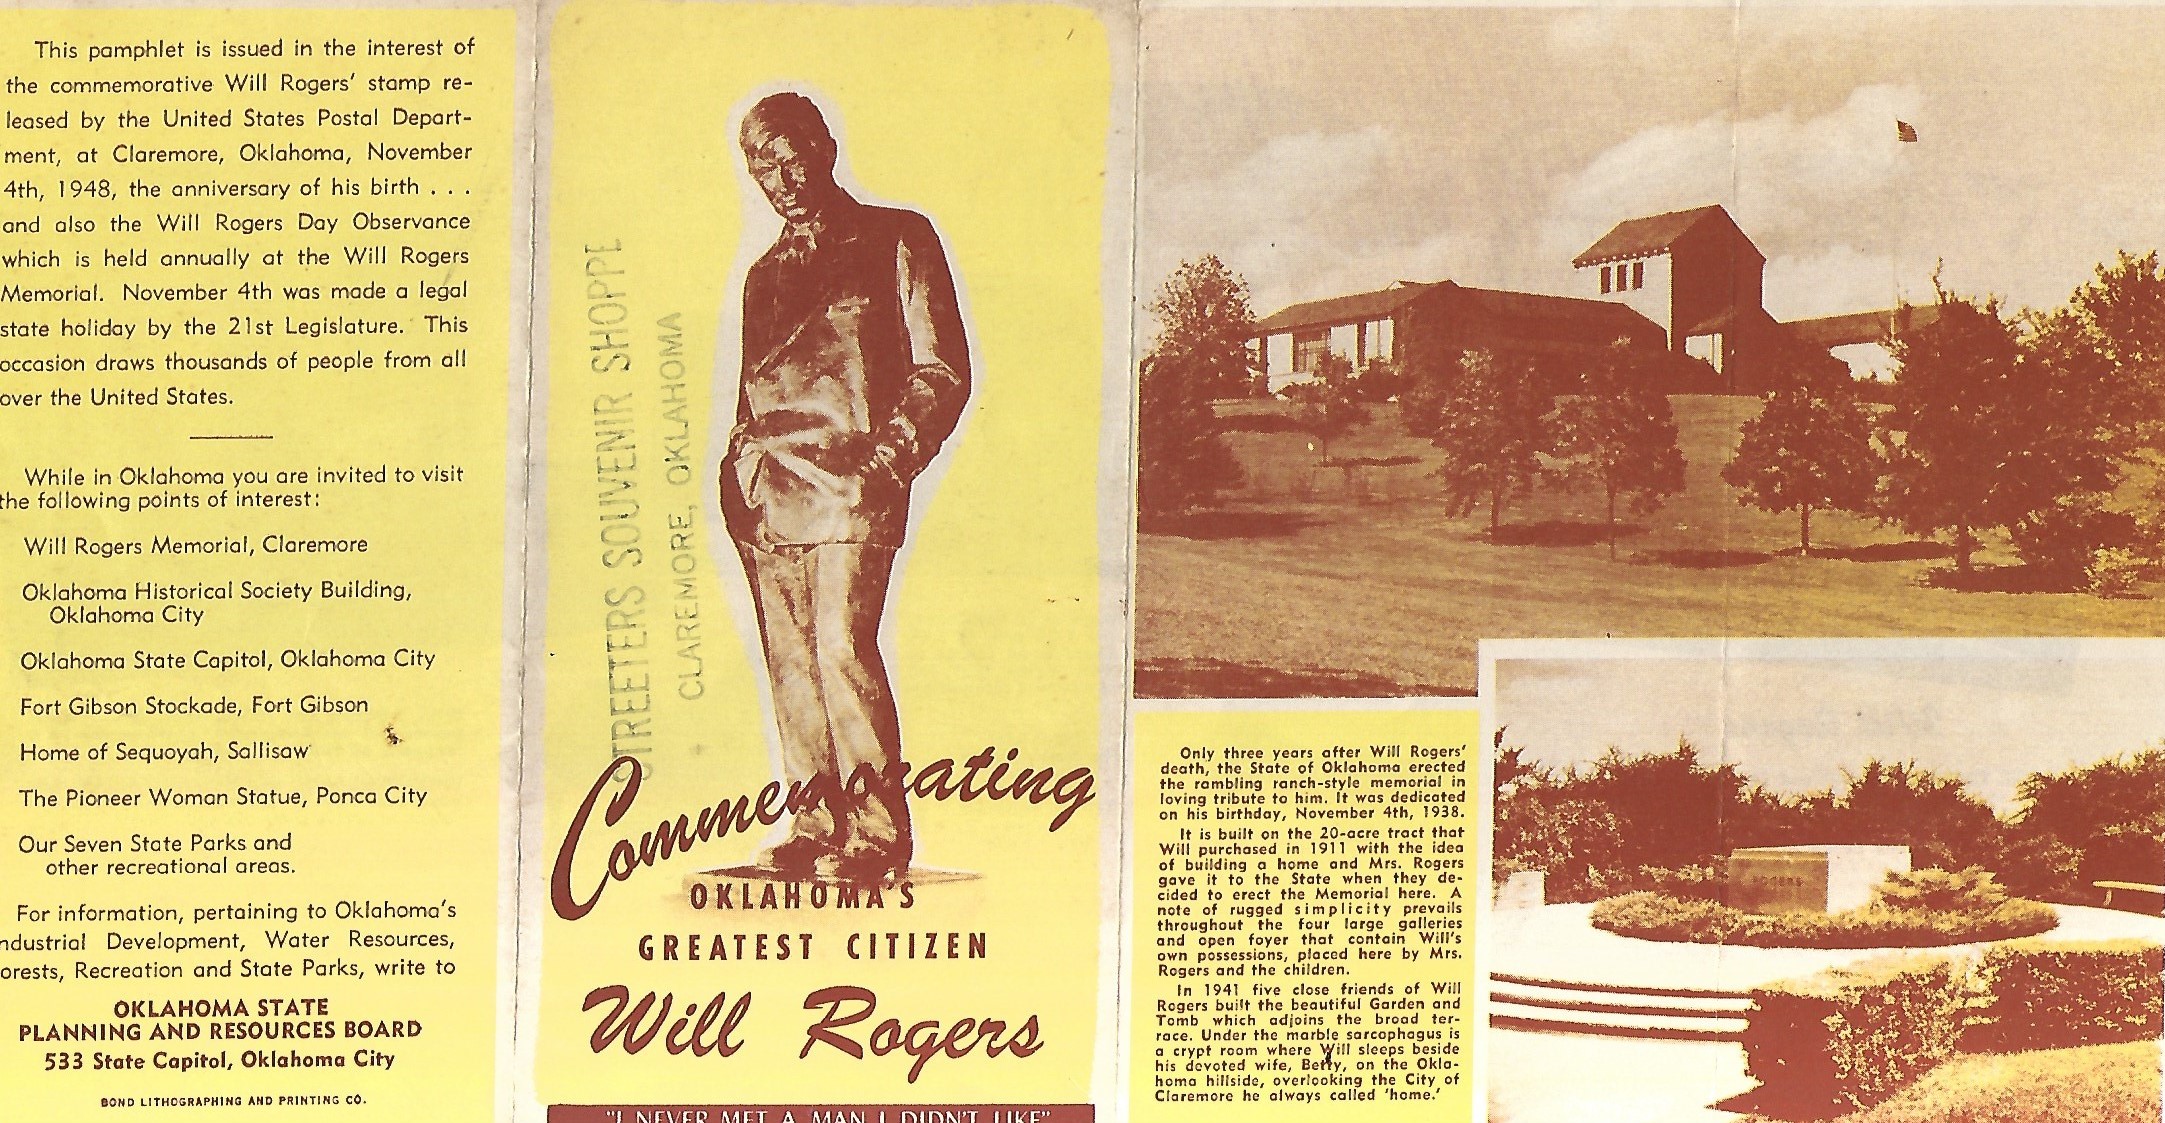 This pamphlet is issued in the interest of
the commemorative Will Rogers' stamp re-
leased by the United States Postal Depart-
ment, at Claremore, Oklahoma, November
4th, 1948, the anniversary of his birth . . .
and also the Will Rogers Day Observance
which is held annually at the Will Rogers
Memorial. November 4th was made a legal
state holiday by the 21st Legislature. This
occasion draws thousands of people from all
over the United States.
While in Oklahoma you are invited to visit
the following points of interest:
Will Rogers Memorial, Claremore
Oklahoma Historical Society Building,
Oklahoma City
Oklahoma State Capitol, Oklahoma City
Fort Gibson Stockade, Fort Gibson
Home of Sequoyah, Sallisaw
The Pioneer Woman Statue, Ponca City
Our Seven State Parks and
other recreational areas.
For information, pertaining to Oklahoma's
ndustrial Development, Water Resources,
orests, Recreation and State Parks, write to
OKLAHOMA STATE
PLANNING AND RESOURCES BOARD
533 State Capitol, Oklahoma City
BOND LITHOGRAPHING AND PRINTING CO.
STREETERS SOUVENIR SHOPPE
CLAREMORE, OKLAHOMA
Commemorating
OKLAHOMA'S
GREATEST CITIZEN
Will Rogers
"I NEVER MET A MAN I DIDN'T LIKE"
Only three years after Will Rogers'
death, the State of Oklahoma erected
the rambling ranch-style memorial in
loving tribute to him. It was dedicated
on his birthday, November 4th, 1938.
It is built on the 20-acre tract that
Will purchased in 1911 with the idea
of building a home and Mrs. Rogers
gave it to the State when they de-
cided to erect the Memorial here. A
note of rugged simplicity prevails
throughout the four large galleries
and open foyer that contain Will's
own possessions, placed here by Mrs.
Rogers and the children.
In 1941 five close friends of Will
Rogers built the beautiful Garden and
Tomb which adjoins the broad ter-
race. Under the marble sarcophagus is
a crypt room where Will sleeps beside
his devoted wife, Betty, on the Okla-
homa hillside, overlooking the City of
Claremore he always called 'home.'
ROGERS